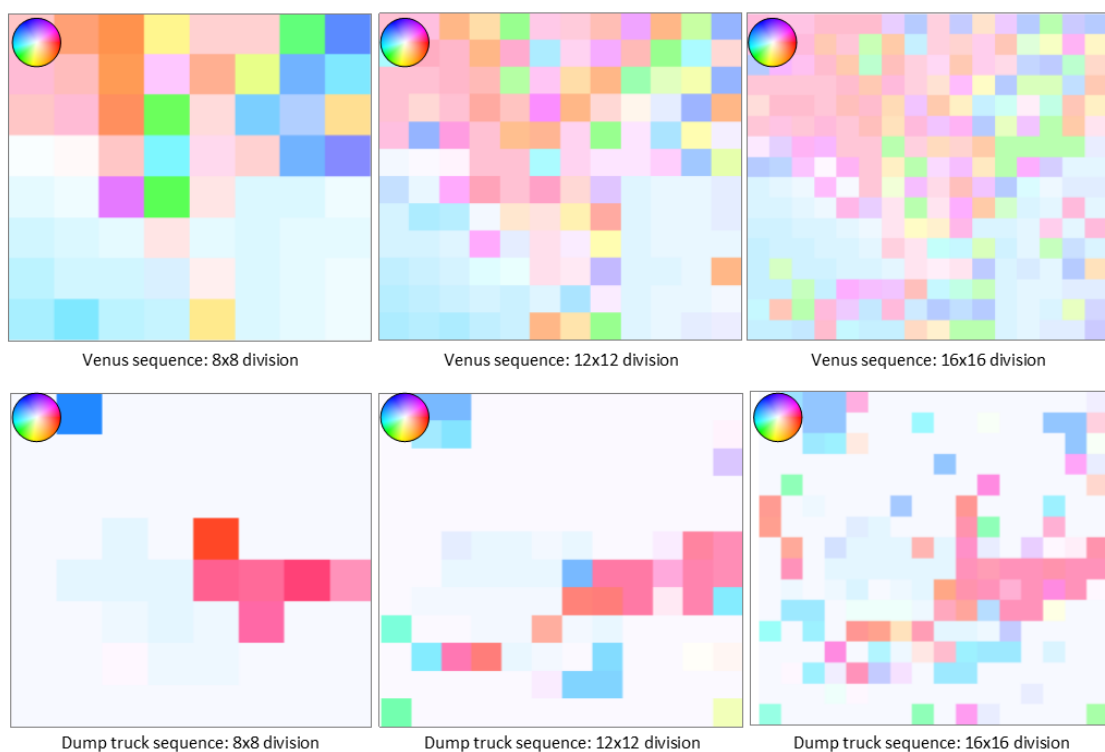 Venus sequence: 8x8 division
Venus sequence: 12x12 division
Venus sequence: 16x16 division
Dump truck sequence: 8x8 division
Dump truck sequence: 12x12 division
Dump truck sequence: 16x16 division